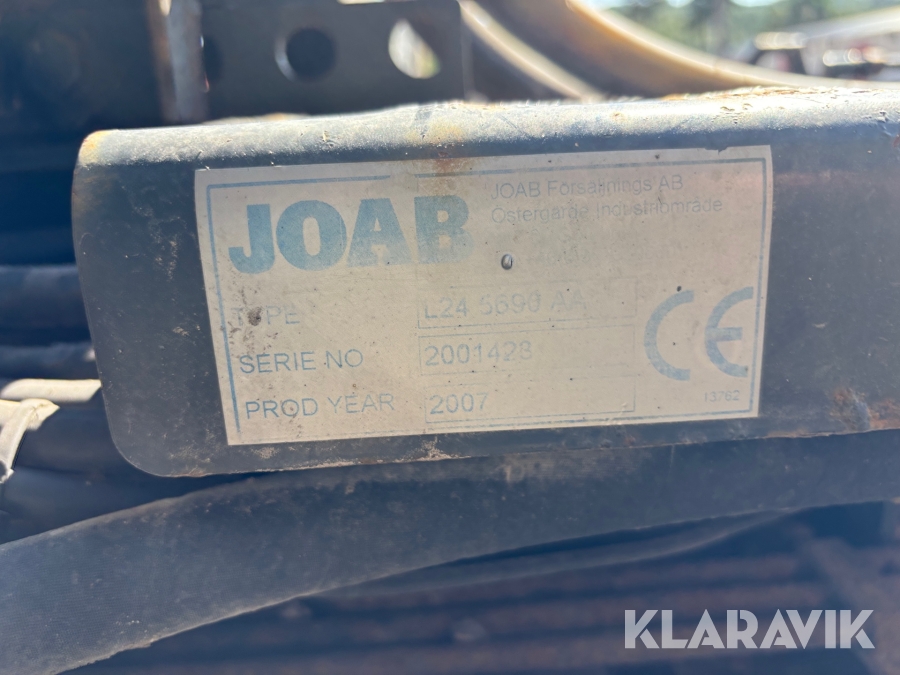 JOAB
JOAB Försäljnings AB
Östergärde Industriområde
TYPE L24 5690 AA
SERIE NO 2001428
PROD YEAR 2007
CE
13762
KLARAVIK